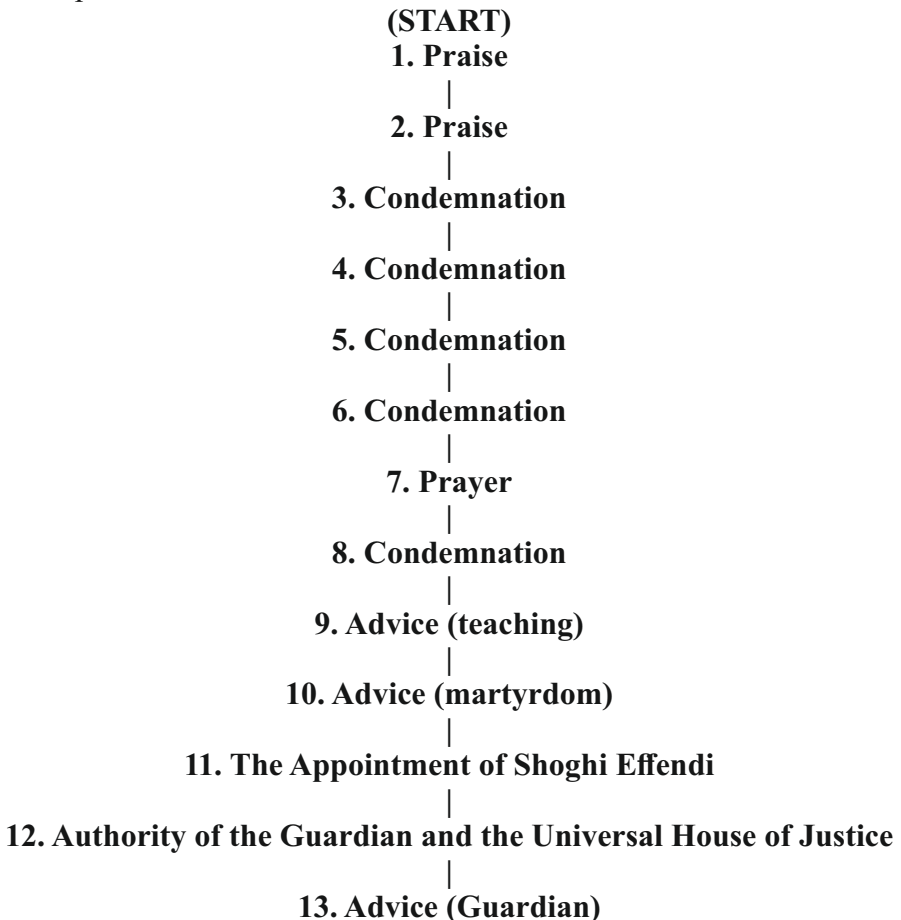 (START)
1. Praise
|
2. Praise
|
3. Condemnation
|
4. Condemnation
|
5. Condemnation
|
6. Condemnation
|
7. Prayer
|
8. Condemnation
|
9. Advice (teaching)
|
10. Advice (martyrdom)
|
11. The Appointment of Shoghi Effendi
|
12. Authority of the Guardian and the Universal House of Justice
|
13. Advice (Guardian)